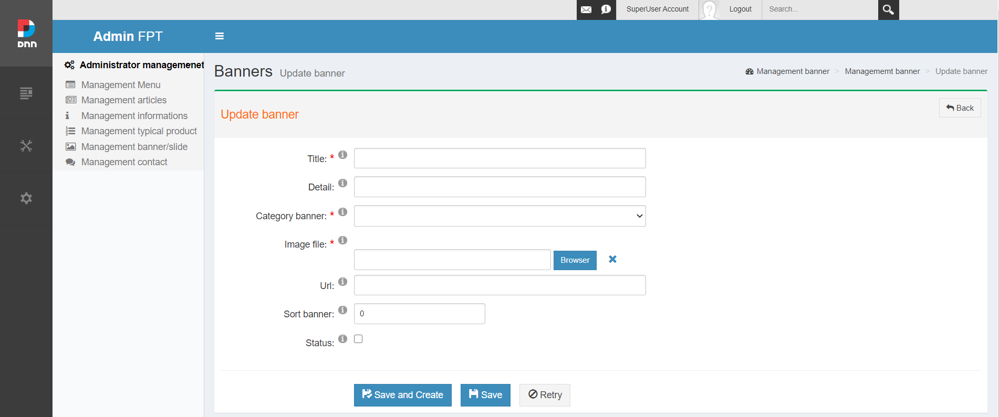 SuperUser Account
Logout
Search...
DNN
Admin FPT
Administrator managemenet
Management Menu
Management articles
Management informations
Management typical product
Management banner/slide
Management contact
Banners Update banner
Management banner > Managememt banner > Update banner
Update banner
Back
Title: *
Detail:
Category banner: *
Image file: *
Browser
Url:
Sort banner:
0
Status:
Save and Create
Save
Retry